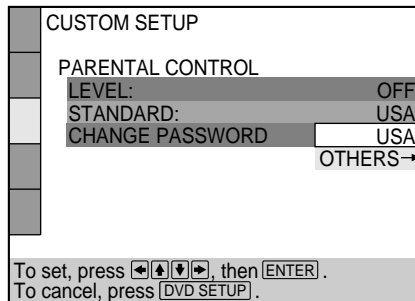 CUSTOM SETUP
PARENTAL CONTROL
LEVEL: OFF
STANDARD: USA
CHANGE PASSWORD USA
OTHERS→
To set, press ←↑↓→, then ENTER.
To cancel, press DVD SETUP.